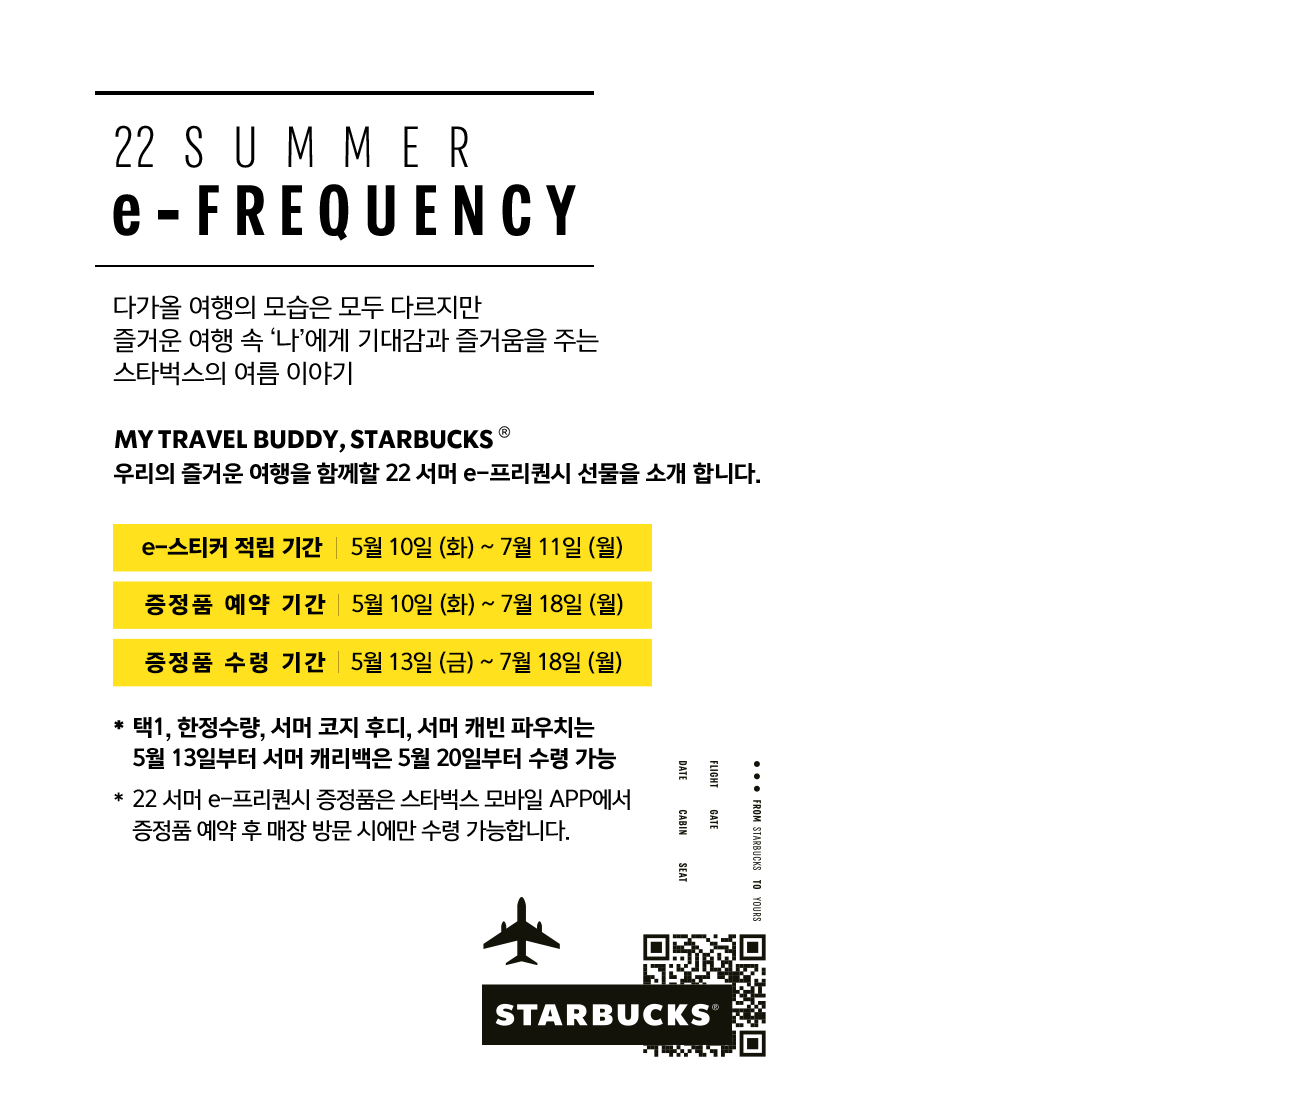 22 SUMMER
e-FREQUENCY
다가올 여행의 모습은 모두 다르지만
즐거운 여행 속 ‘나’에게 기대감과 즐거움을 주는
스타벅스의 여름 이야기
MY TRAVEL BUDDY, STARBUCKS ®
우리의 즐거운 여행을 함께할 22 서머 e-프리퀀시 선물을 소개 합니다.
e-스티커 적립 기간 | 5월 10일 (화) ~ 7월 11일 (월)
증정품 예약 기간 | 5월 10일 (화) ~ 7월 18일 (월)
증정품 수령 기간 | 5월 13일 (금) ~ 7월 18일 (월)
* 택1, 한정수량, 서머 코지 후디, 서머 캐빈 파우치는
5월 13일부터 서머 캐리백은 5월 20일부터 수령 가능
* 22 서머 e-프리퀀시 증정품은 스타벅스 모바일 APP에서
증정품 예약 후 매장 방문 시에만 수령 가능합니다.
FROM STARBUCKS TO YOURS
FLIGHT GATE
DATE CABIN SEAT
STARBUCKS®